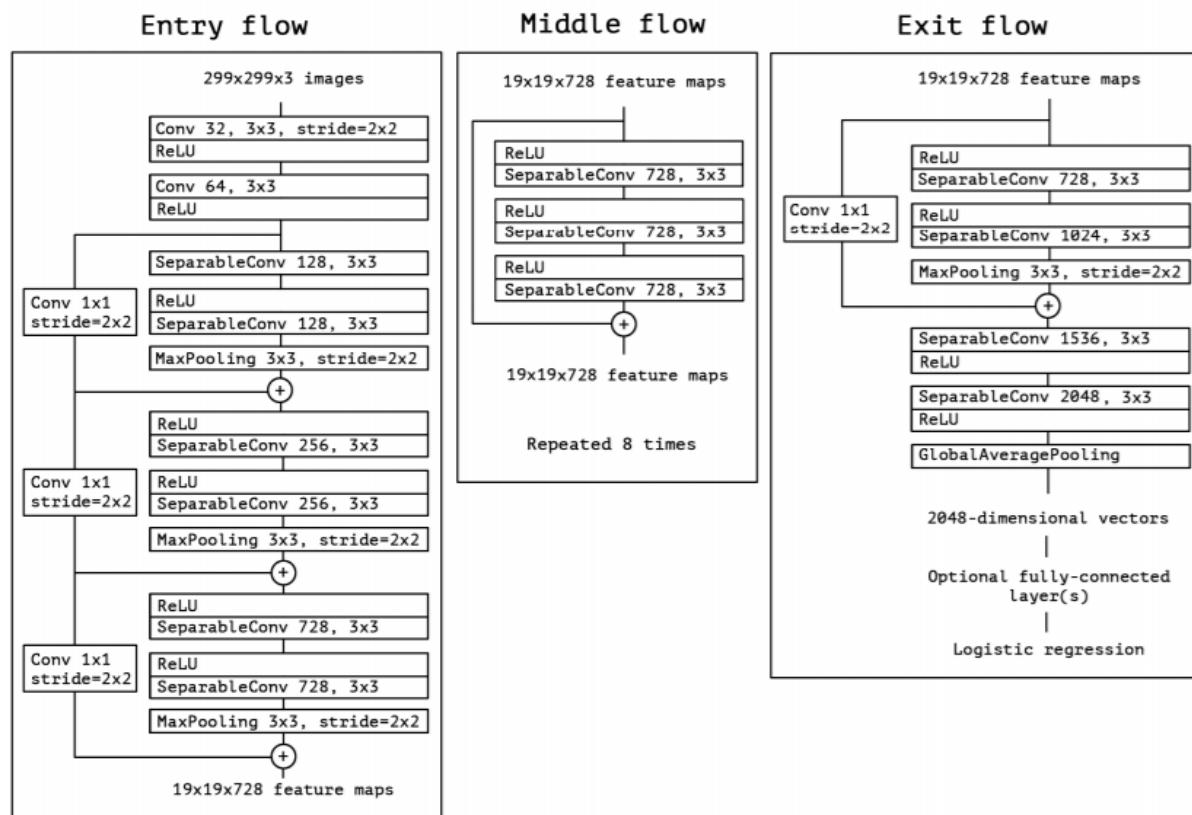 Entry flow
299x299x3 images
Conv 32, 3x3, stride=2x2
ReLU
Conv 64, 3x3
ReLU
SeparableConv 128, 3x3
Conv 1x1
stride=2x2
ReLU
SeparableConv 128, 3x3
MaxPooling 3x3, stride=2x2
+
ReLU
SeparableConv 256, 3x3
Conv 1x1
stride=2x2
ReLU
SeparableConv 256, 3x3
MaxPooling 3x3, stride=2x2
+
ReLU
SeparableConv 728, 3x3
Conv 1x1
stride=2x2
ReLU
SeparableConv 728, 3x3
MaxPooling 3x3, stride=2x2
+
19x19x728 feature maps
Middle flow
19x19x728 feature maps
ReLU
SeparableConv 728, 3x3
ReLU
SeparableConv 728, 3x3
ReLU
SeparableConv 728, 3x3
+
19x19x728 feature maps
Repeated 8 times
Exit flow
19x19x728 feature maps
ReLU
SeparableConv 728, 3x3
Conv 1x1
stride=2x2
ReLU
SeparableConv 1024, 3x3
MaxPooling 3x3, stride=2x2
+
SeparableConv 1536, 3x3
ReLU
SeparableConv 2048, 3x3
ReLU
GlobalAveragePooling
2048-dimensional vectors
Optional fully-connected
layer(s)
Logistic regression